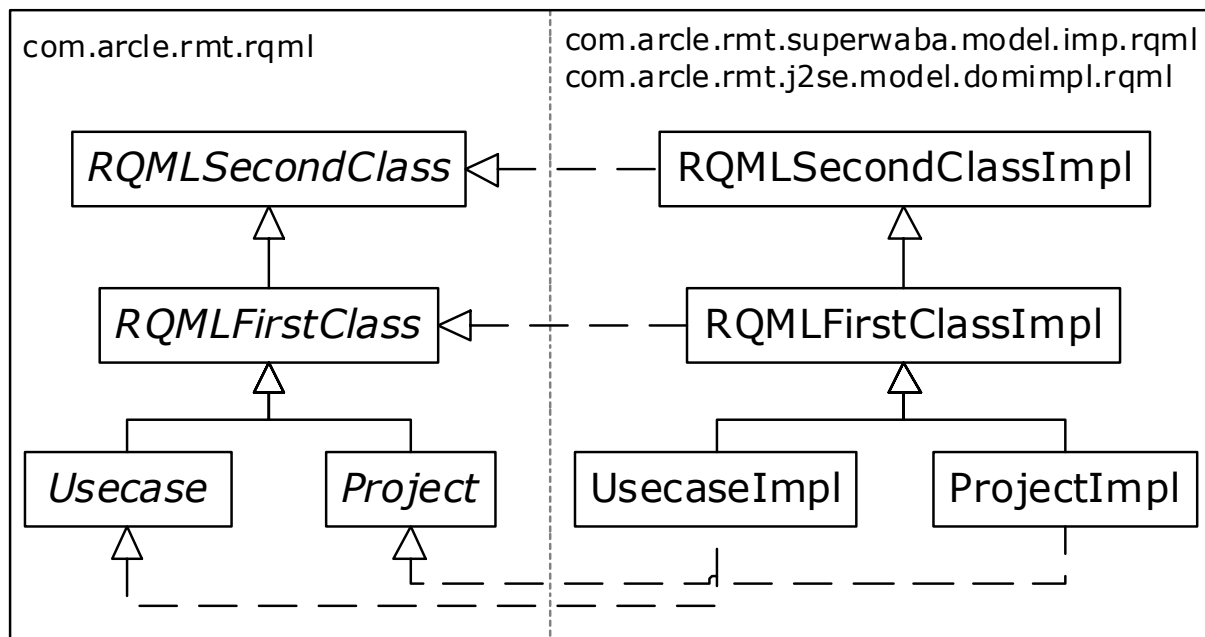 com.arcle.rmt.rqml
com.arcle.rmt.superwaba.model.imp.rqml
com.arcle.rmt.j2se.model.domimpl.rqml
RQMLSecondClass
RQMLSecondClassImpl
RQMLFirstClass
RQMLFirstClassImpl
Usecase
Project
UsecaseImpl
ProjectImpl